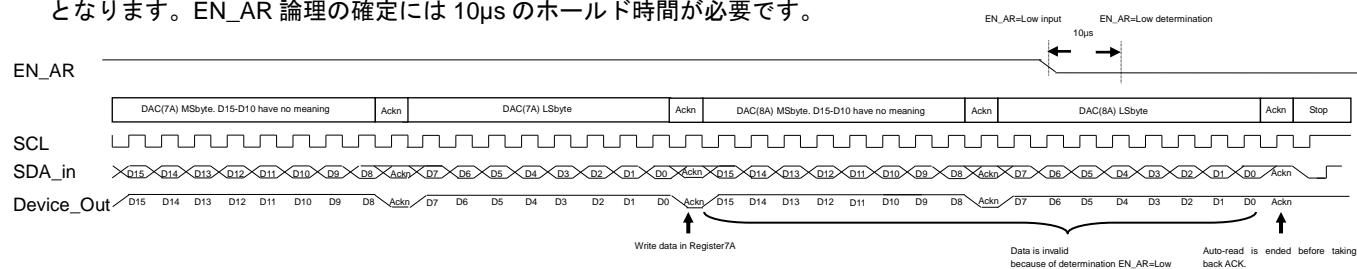 となります。EN_AR 論理の確定には 10μs のホールド時間が必要です。
EN_AR=Low input EN_AR=Low determination
10μs
EN_AR
DAC(7A) MSbyte. D15-D10 have no meaning Ackn DAC(7A) LSbyte Ackn DAC(8A) MSbyte. D15-D10 have no meaning Ackn DAC(8A) LSbyte Ackn Stop
SCL
SDA_in D15 D14 D13 D12 D11 D10 D9 D8 Ackn D7 D6 D5 D4 D3 D2 D1 D0 Ackn D15 D14 D13 D12 D11 D10 D9 D8 Ackn D7 D6 D5 D4 D3 D2 D1 D0 Ackn
Device_Out D15 D14 D13 D12 D11 D10 D9 D8 Ackn D7 D6 D5 D4 D3 D2 D1 D0 Ackn D15 D14 D13 D12 D11 D10 D9 D8 Ackn D7 D6 D5 D4 D3 D2 D1 D0 Ackn
Write data in Register7A
Data is invalid
because of determination EN_AR=Low
Auto-read is ended before taking
back ACK.